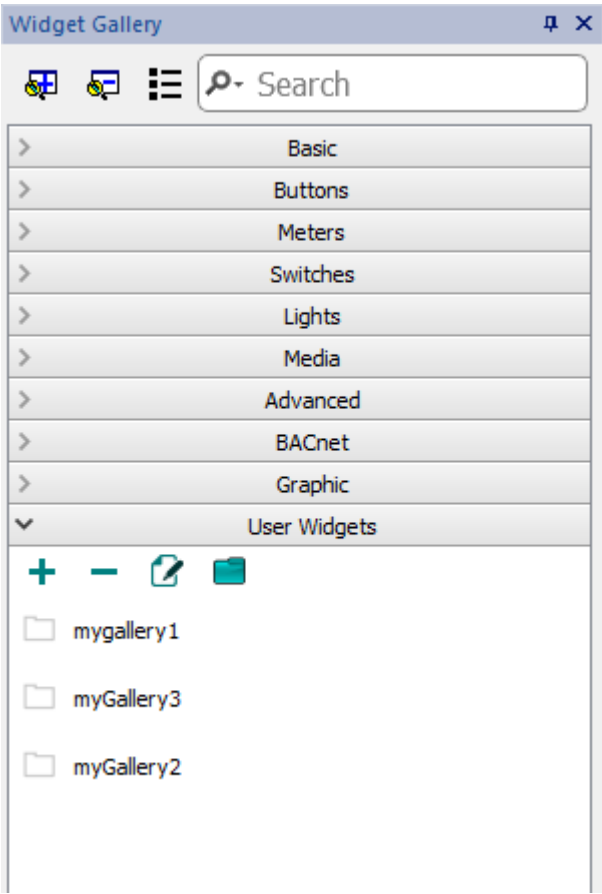 Widget Gallery
Search
Basic
Buttons
Meters
Switches
Lights
Media
Advanced
BACnet
Graphic
User Widgets
mygallery1
myGallery3
myGallery2